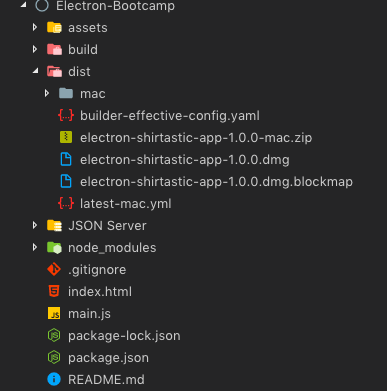 Electron-Bootcamp
assets
build
dist
mac
builder-effective-config.yaml
electron-shirtastic-app-1.0.0-mac.zip
electron-shirtastic-app-1.0.0.dmg
electron-shirtastic-app-1.0.0.dmg.blockmap
latest-mac.yml
JSON Server
node_modules
.gitignore
index.html
JS main.js
package-lock.json
package.json
README.md